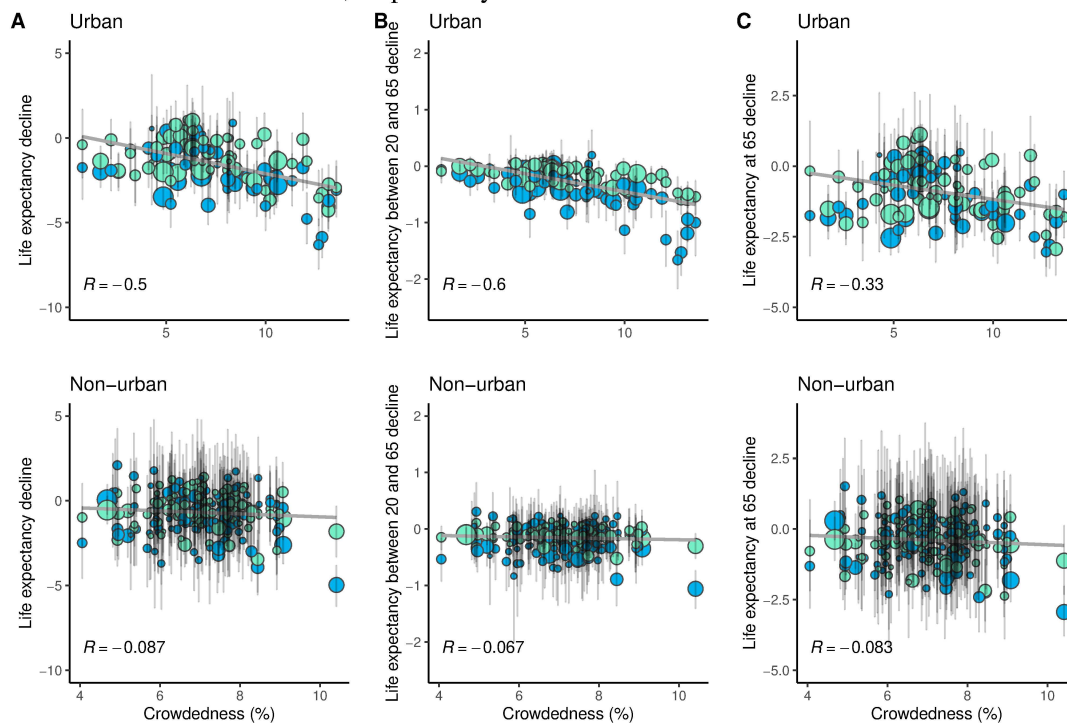 A
Urban
Life expectancy decline
5
0
−5
−10
R = −0.5
5
10
B
Urban
Life expectancy between 20 and 65 decline
2
1
0
−1
−2
R = −0.6
5
10
C
Urban
Life expectancy at 65 decline
2.5
0.0
−2.5
−5.0
R = −0.33
5
10
Non−urban
Life expectancy decline
5
0
−5
−10
R = −0.087
4
6
8
10
Crowdedness (%)
Non−urban
Life expectancy between 20 and 65 decline
2
1
0
−1
−2
R = −0.067
4
6
8
10
Crowdedness (%)
Non−urban
Life expectancy at 65 decline
2.5
0.0
−2.5
−5.0
R = −0.083
4
6
8
10
Crowdedness (%)